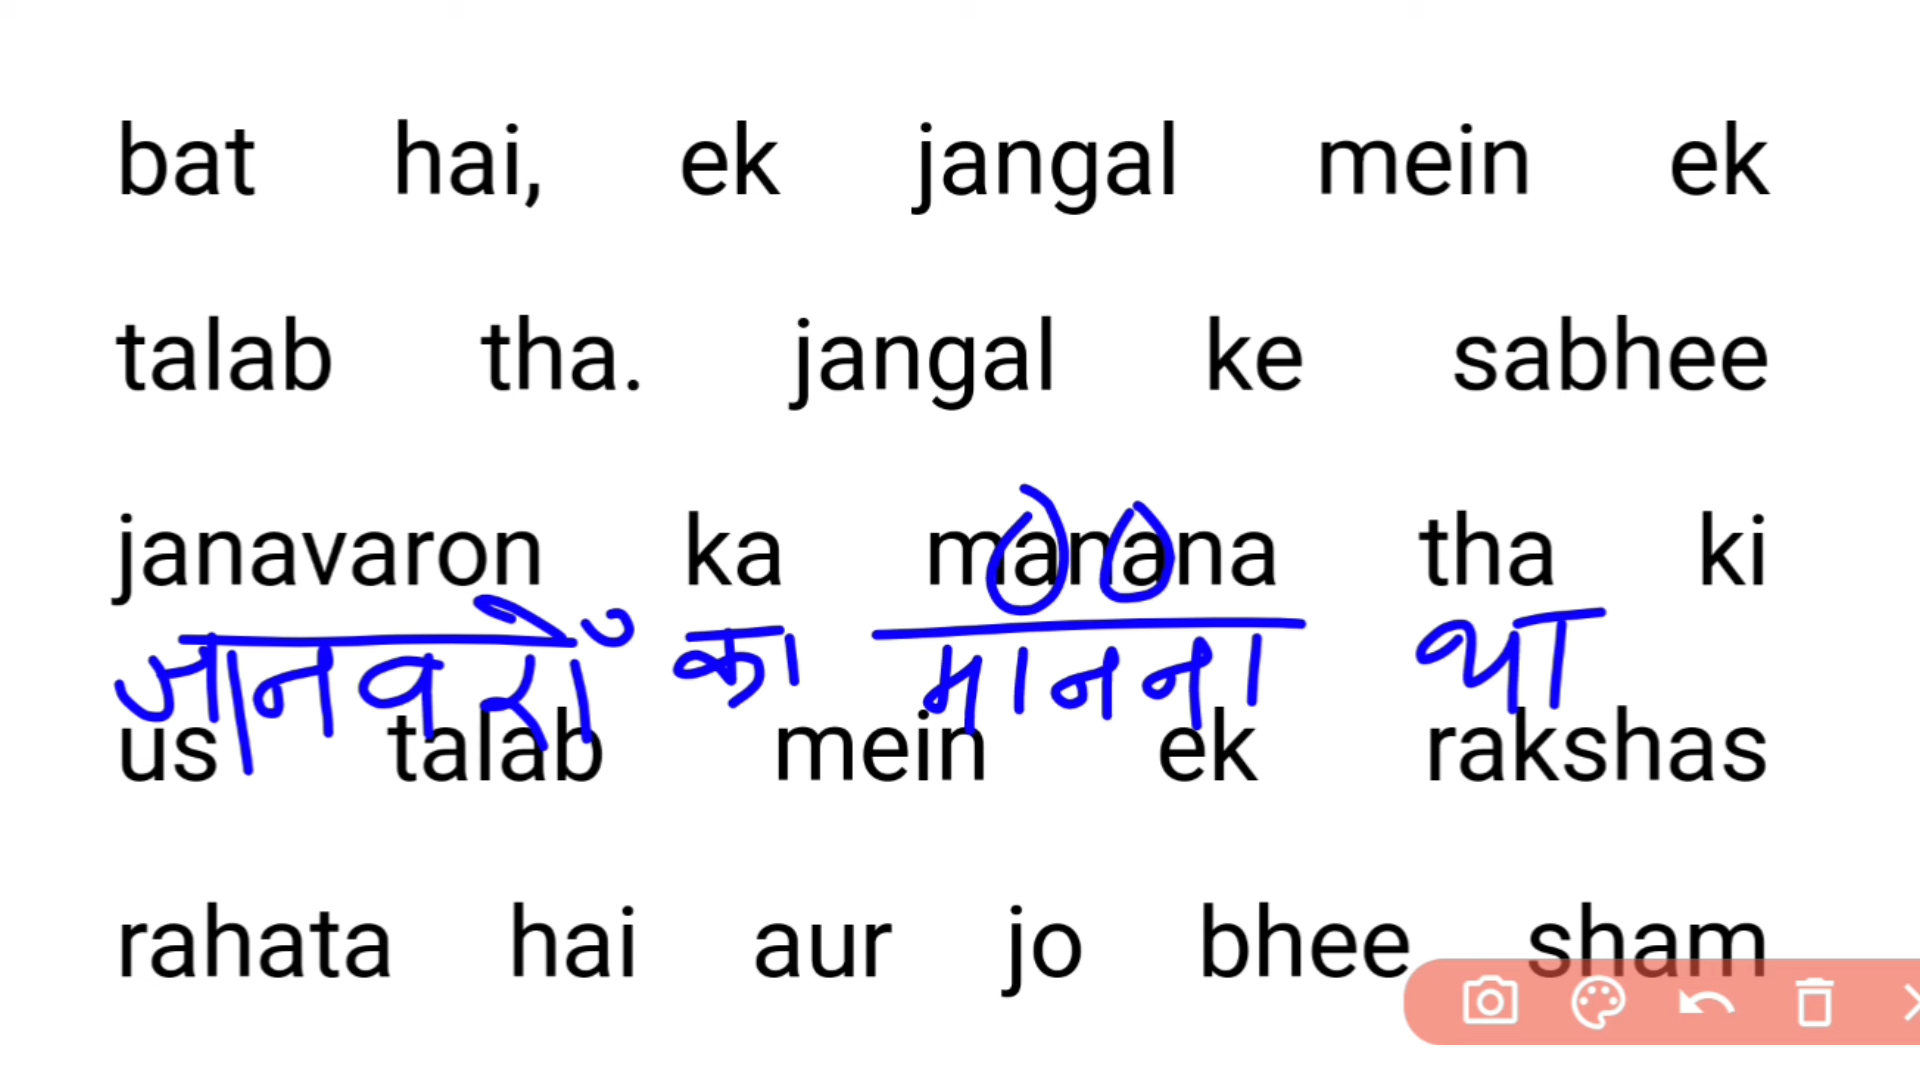 bat hai, ek jangal mein ek
talab tha. jangal ke sabhee
janavaron ka manana tha ki
जानवरों का मानना था
us talab mein ek rakshas
rahata hai aur jo bhee sham